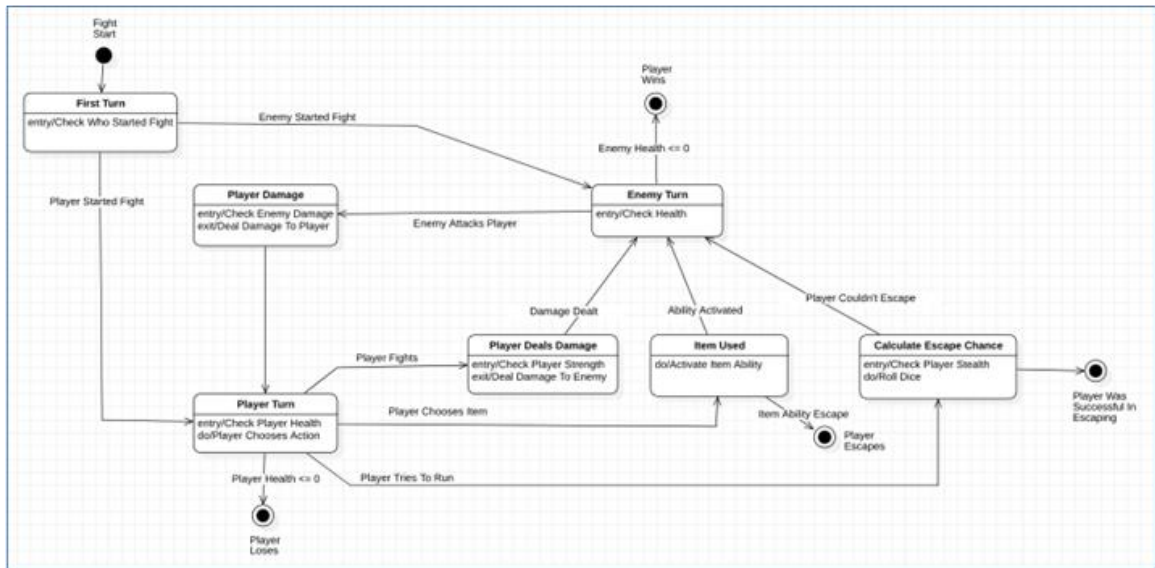 Fight
Start
First Turn
entry/Check Who Started Fight
Enemy Started Fight
Player Started Fight
Player
Wins
Enemy Health <= 0
Enemy Turn
entry/Check Health
Player Damage
entry/Check Enemy Damage
exit/Deal Damage To Player
Enemy Attacks Player
Damage Dealt
Ability Activated
Player Couldn't Escape
Player Deals Damage
entry/Check Player Strength
exit/Deal Damage To Enemy
Item Used
do/Activate Item Ability
Calculate Escape Chance
entry/Check Player Stealth
do/Roll Dice
Player Fights
Player Turn
entry/Check Player Health
do/Player Chooses Action
Player Chooses Item
Item Ability Escape
Player
Escapes
Player Was
Successful In
Escaping
Player Health <= 0
Player Tries To Run
Player
Loses